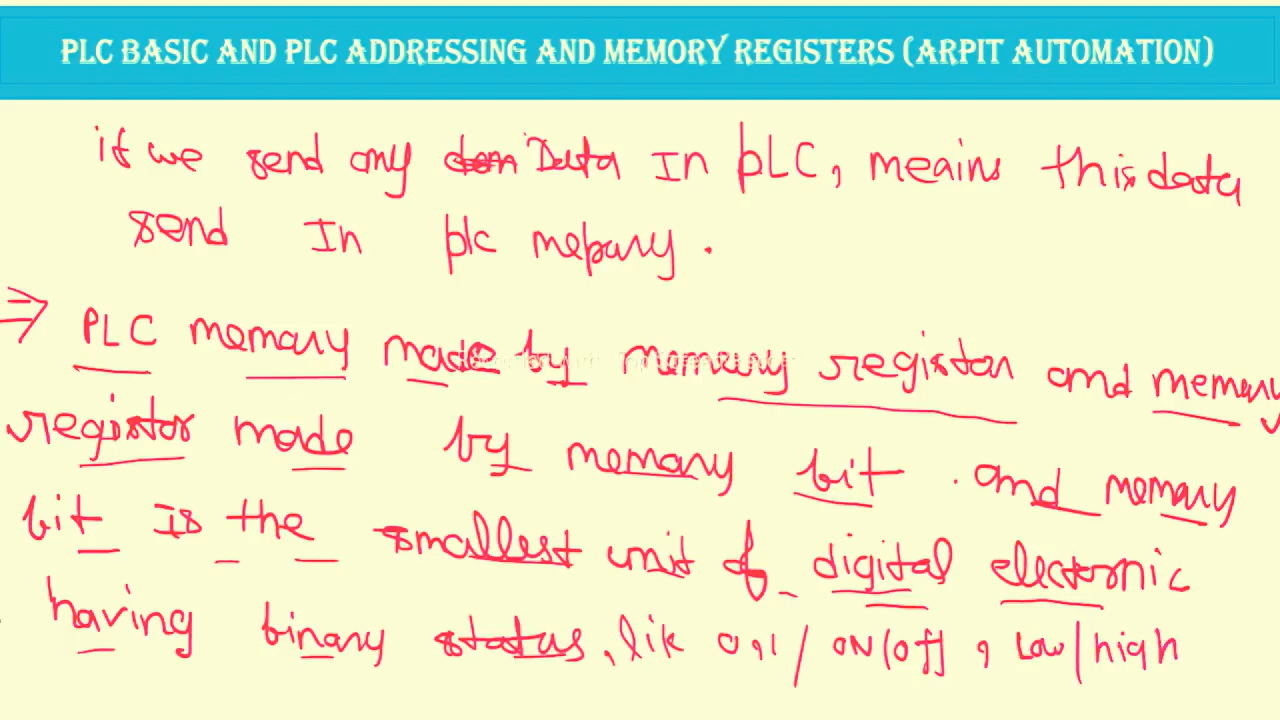 PLC BASIC AND PLC ADDRESSING AND MEMORY REGISTERS (ARPIT AUTOMATION)
if we send any Data In PLC, meains this data
send In plc
⇒ PLC memory made by memory register and memory
register made by memory bit . and memory
bit is the smallest unit of digital electronic
having binary status, lik 0,1/ ON/off, Low/high